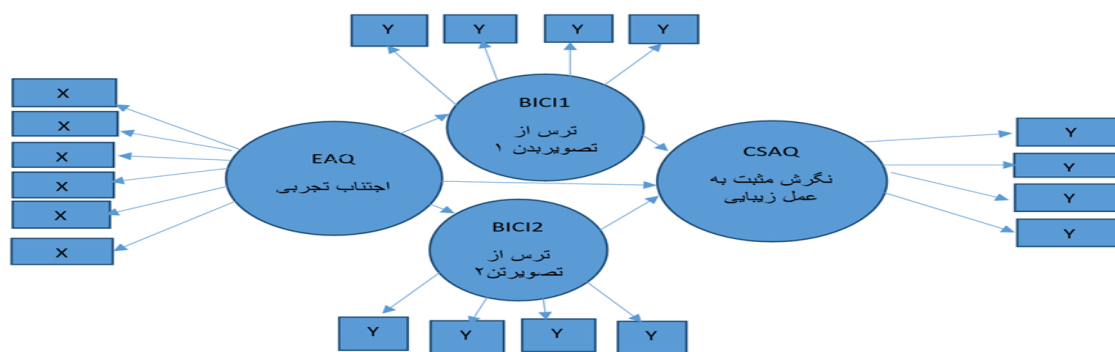 Y Y Y Y
X
X
X
X
X
X
EAQ
اجتناب تجربی
BICI1
ترس از
تصویربدن ۱
BICI2
ترس از
تصویرتن۲
CSAQ
نگرش مثبت به
عمل زیبایی
Y
Y
Y
Y
Y Y Y Y